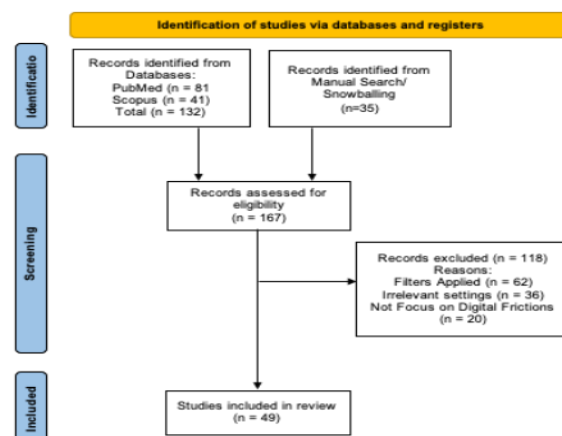 Identification of studies via databases and registers
Identificatio
Records identified from
Databases:
PubMed (n = 81
Scopus (n = 41)
Total (n = 132)
Records identified from
Manual Search/
Snowballing
(n=35)
Screening
Records assessed for
eligibility
(n = 167)
Records excluded (n = 118)
Reasons:
Filters Applied (n = 62)
Irrelevant settings (n = 36)
Not Focus on Digital Frictions
(n = 20)
Included
Studies included in review
(n = 49)